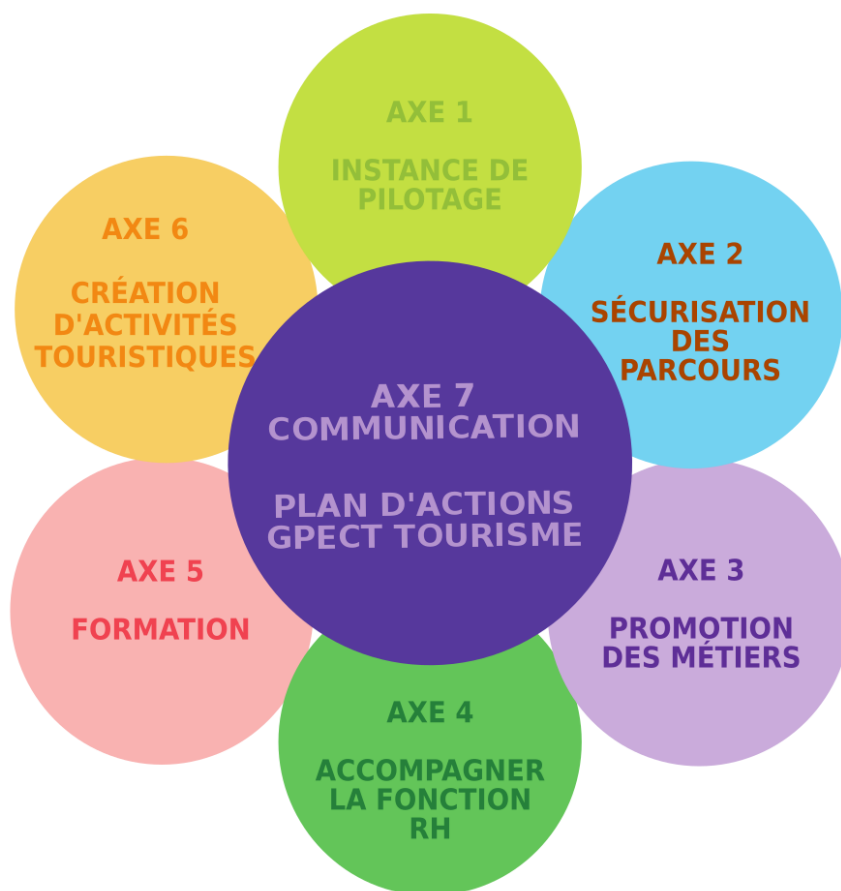 AXE 1
INSTANCE DE
PILOTAGE
AXE 2
SÉCURISATION
DES
PARCOURS
AXE 3
PROMOTION
DES MÉTIERS
AXE 4
ACCOMPAGNER
LA FONCTION
RH
AXE 5
FORMATION
AXE 6
CRÉATION
D'ACTIVITÉS
TOURISTIQUES
AXE 7
COMMUNICATION
PLAN D'ACTIONS
GPECT TOURISME